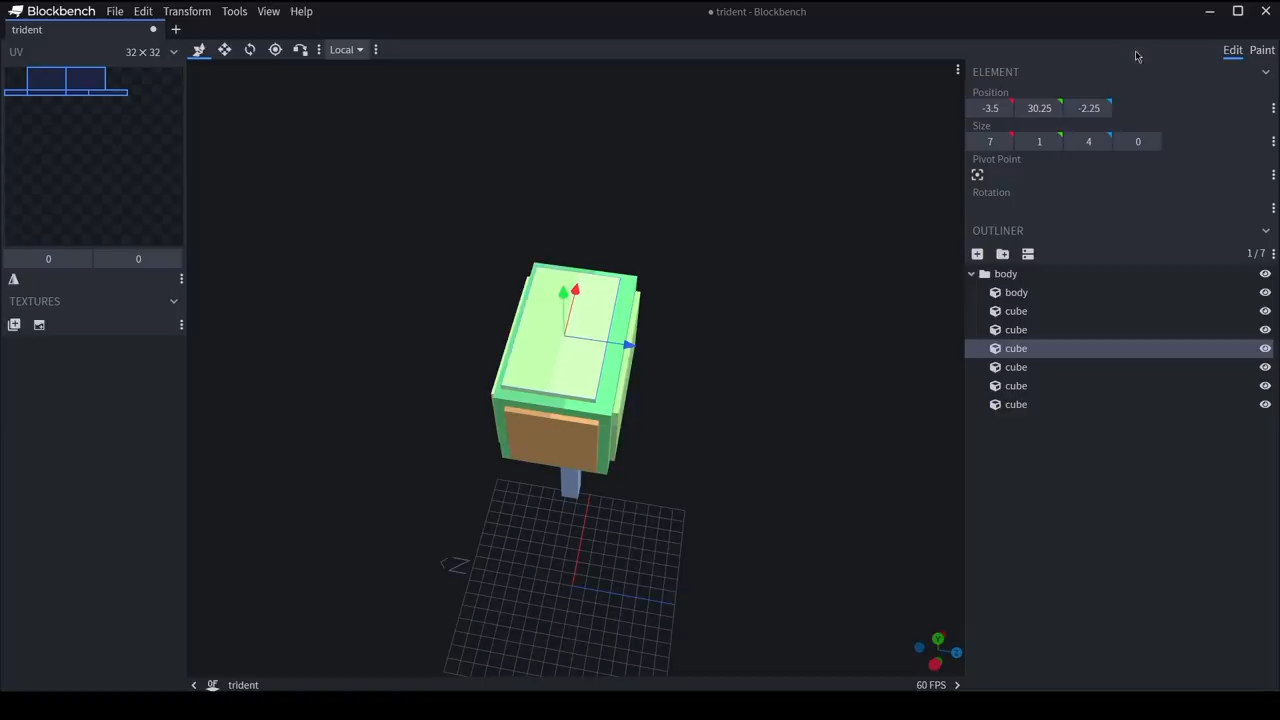 Blockbench File Edit Transform Tools View Help
trident - Blockbench
trident
UV 32 × 32
Local
Edit Paint
ELEMENT
Position
-3.5 30.25 -2.25
Size
7 1 4 0
Pivot Point
Rotation
OUTLINER
1 / 7
body
body
cube
cube
cube
cube
cube
cube
0 0
TEXTURES
N
Y
Z
0F trident
60 FPS